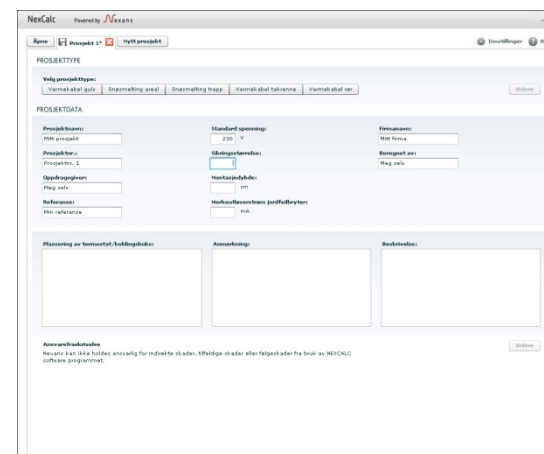 NexCalc Powered by Nexans
Åpne Prosjekt 1* Nytt prosjekt Innstillinger
PROSJEKTTYPE
Velg prosjekttype:
Varmekabel gulv Snøsmelting areal Snøsmelting trapp Varmekabel takrenne Varmekabel rør Videre
PROSJEKTDATA
Prosjektnavn: Standard spenning: Firmanavn:
Mitt prosjekt 230 V Mitt firma
Prosjektnr.: Sikringsstørrelse: Beregnet av:
Prosjektnr. 1 Meg selv
Oppdragsgiver: Montasjedybde:
Meg selv cm
Referanse: Merkeutløserstrøm jordfeilbryter:
Min referanse mA
Plassering av termostat/koblingsboks: Anmerkning: Beskrivelse:
Ansvarsfraskrivelse Videre
Nexans kan ikke holdes ansvarlig for indirekte skader, tilfeldige skader eller følgeskader fra bruk av NEXCALC
software programmet.